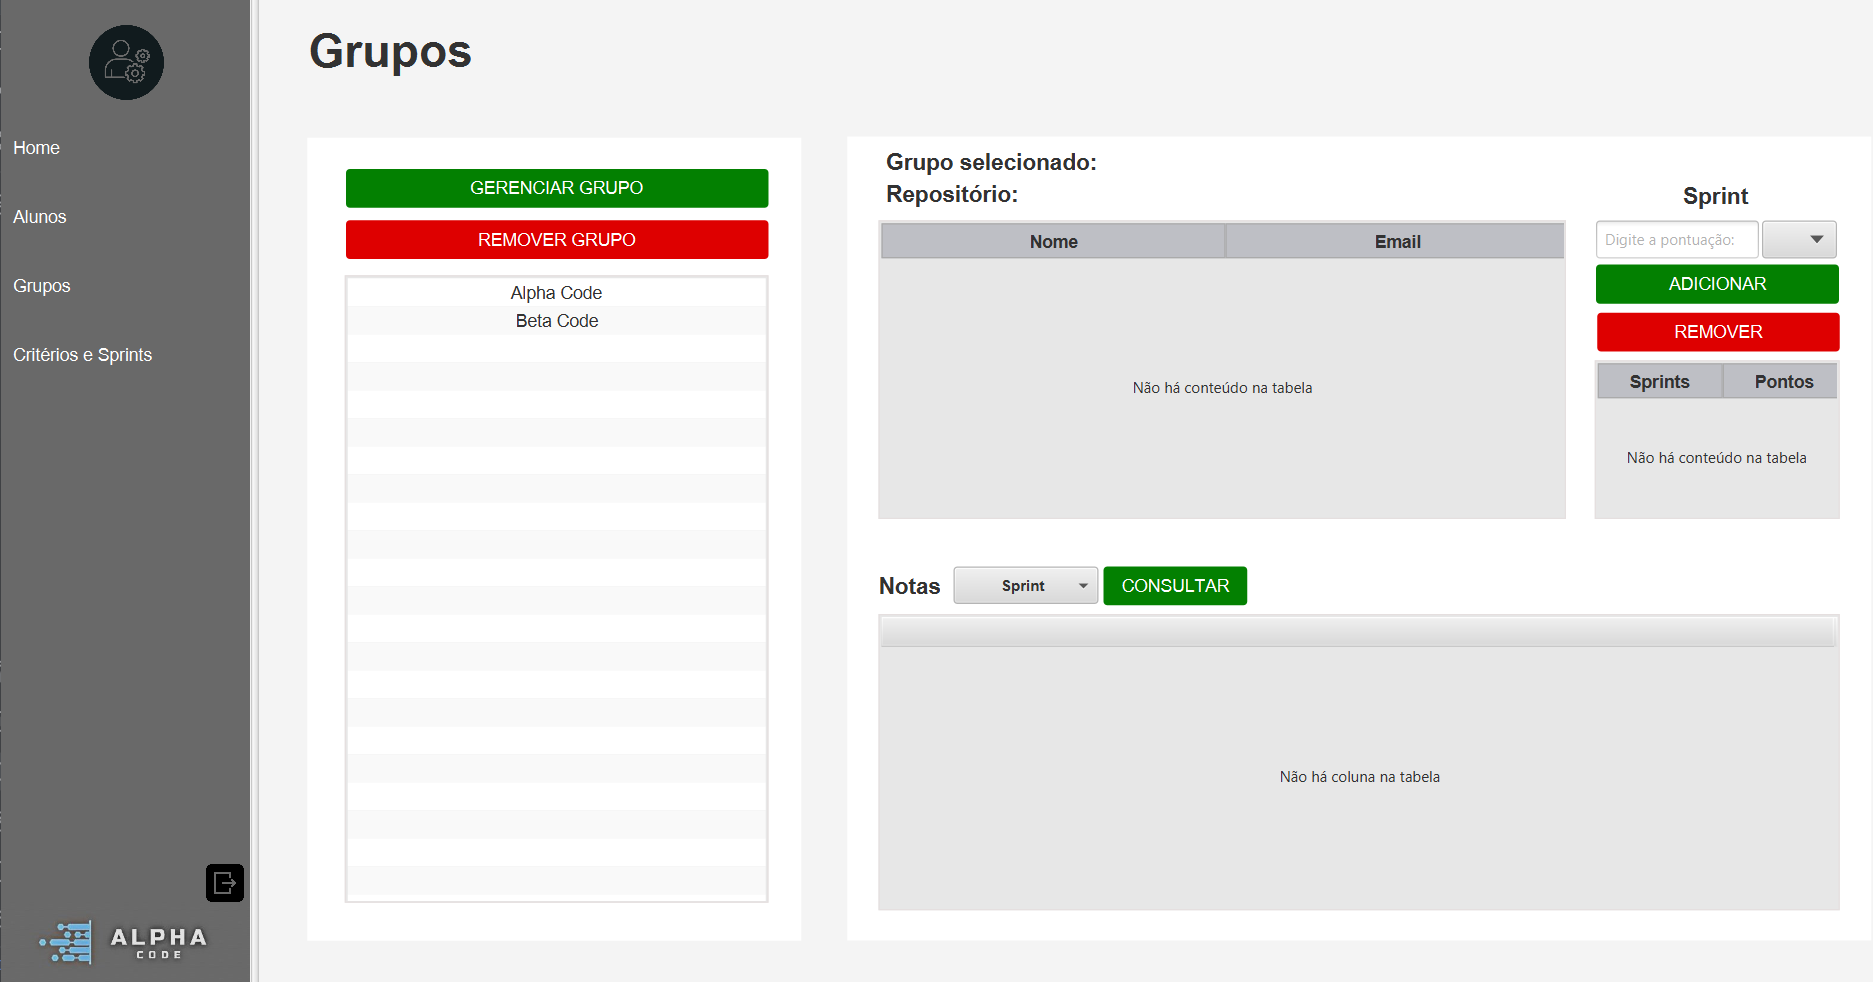 Home
Alunos
Grupos
Critérios e Sprints
ALPHA
CODE
Grupos
GERENCIAR GRUPO
REMOVER GRUPO
Alpha Code
Beta Code
Grupo selecionado:
Repositório:
Nome Email
Não há conteúdo na tabela
Sprint
Digite a pontuação:
ADICIONAR
REMOVER
Sprints Pontos
Não há conteúdo na tabela
Notas Sprint CONSULTAR
Não há coluna na tabela